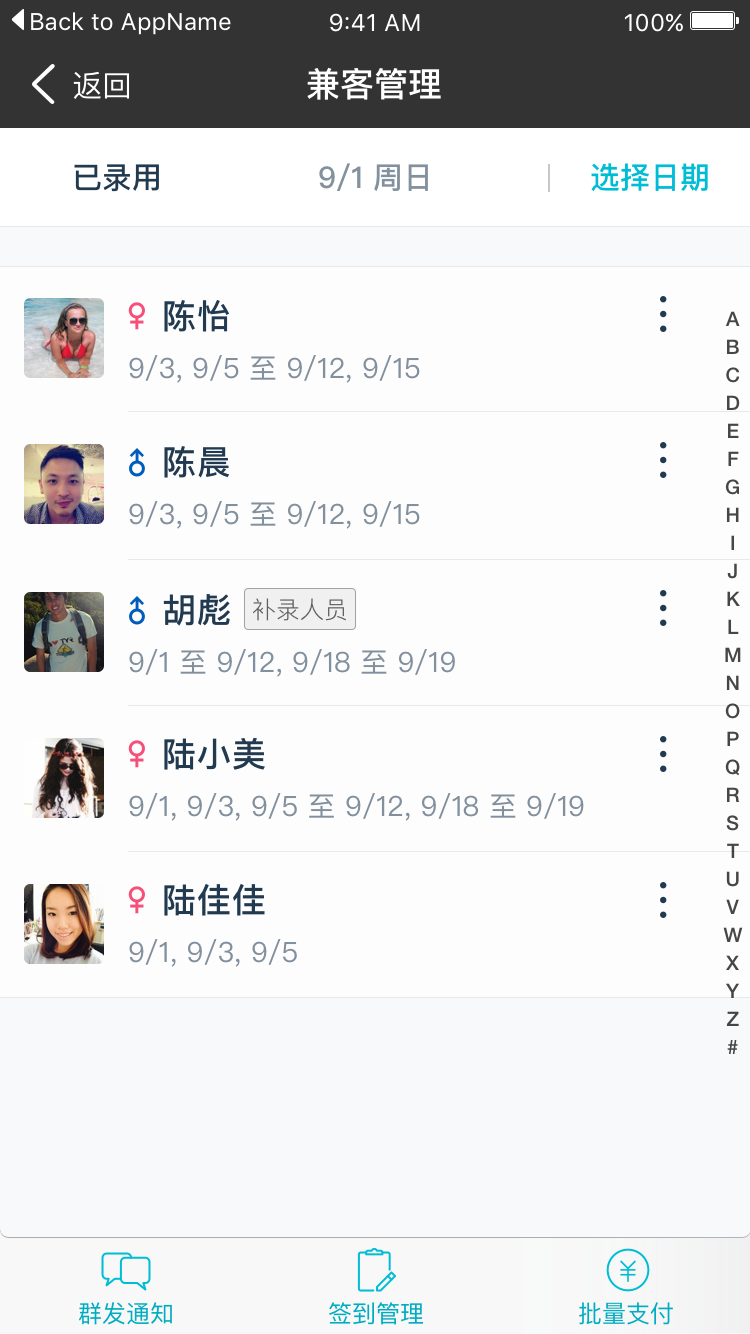 Back to AppName 9:41 AM 100%
返回 兼客管理
已录用 9/1 周日 选择日期
陈怡
9/3, 9/5 至 9/12, 9/15
陈晨
9/3, 9/5 至 9/12, 9/15
胡彪 补录人员
9/1 至 9/12, 9/18 至 9/19
陆小美
9/1, 9/3, 9/5 至 9/12, 9/18 至 9/19
陆佳佳
9/1, 9/3, 9/5
A
B
C
D
E
F
G
H
I
J
K
L
M
N
O
P
Q
R
S
T
U
V
W
X
Y
Z
#
群发通知 签到管理 批量支付